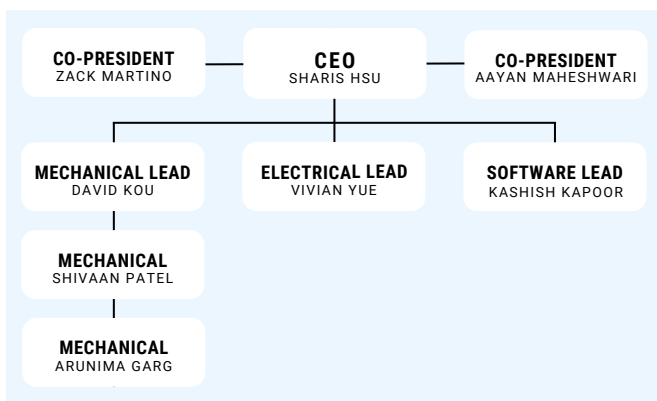 CO-PRESIDENT
ZACK MARTINO
CEO
SHARIS HSU
CO-PRESIDENT
AAYAN MAHESHWARI
MECHANICAL LEAD
DAVID KOU
ELECTRICAL LEAD
VIVIAN YUE
SOFTWARE LEAD
KASHISH KAPOOR
MECHANICAL
SHIVAAN PATEL
MECHANICAL
ARUNIMA GARG